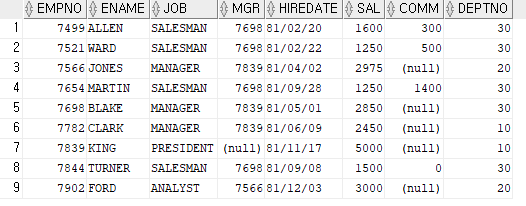 EMPNO ENAME JOB MGR HIREDATE SAL COMM DEPTNO
1 7499 ALLEN SALESMAN 7698 81/02/20 1600 300 30
2 7521 WARD SALESMAN 7698 81/02/22 1250 500 30
3 7566 JONES MANAGER 7839 81/04/02 2975 (null) 20
4 7654 MARTIN SALESMAN 7698 81/09/28 1250 1400 30
5 7698 BLAKE MANAGER 7839 81/05/01 2850 (null) 30
6 7782 CLARK MANAGER 7839 81/06/09 2450 (null) 10
7 7839 KING PRESIDENT (null) 81/11/17 5000 (null) 10
8 7844 TURNER SALESMAN 7698 81/09/08 1500 0 30
9 7902 FORD ANALYST 7566 81/12/03 3000 (null) 20